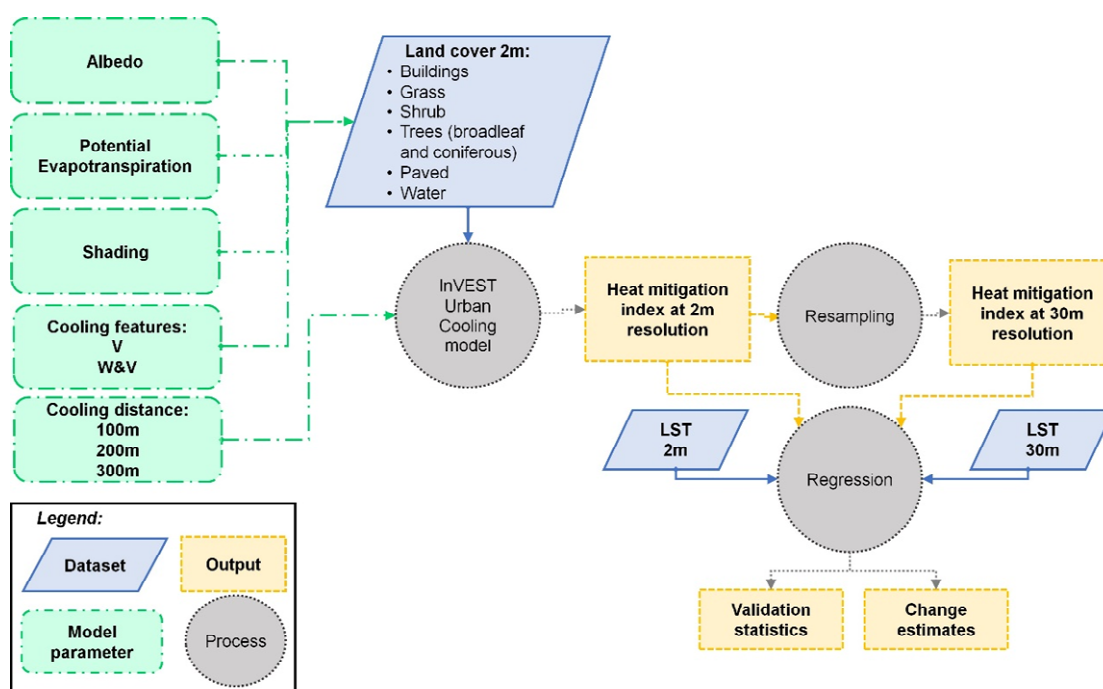 Albedo
Potential
Evapotranspiration
Shading
Cooling features:
V
W&V
Cooling distance:
100m
200m
300m
Land cover 2m:
• Buildings
• Grass
• Shrub
• Trees (broadleaf
and coniferous)
• Paved
• Water
InVEST
Urban
Cooling
model
Heat mitigation
index at 2m
resolution
Resampling
Heat mitigation
index at 30m
resolution
LST
2m
Regression
LST
30m
Validation
statistics
Change
estimates
Legend:
Dataset
Output
Model
parameter
Process